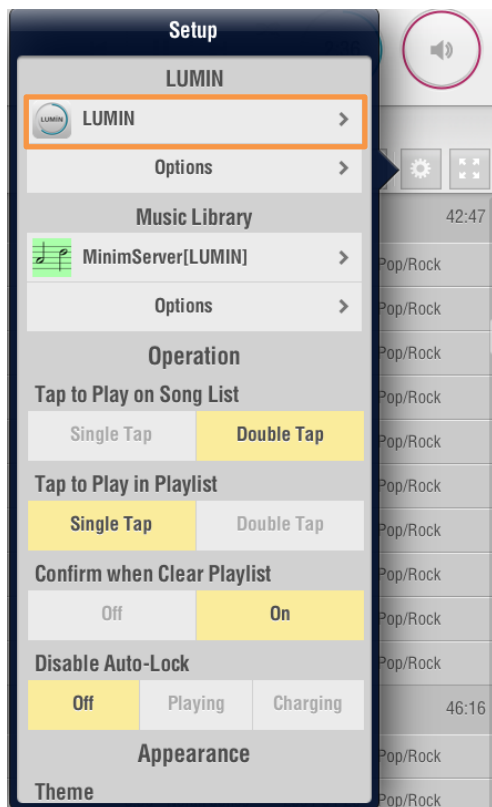 Setup
LUMIN
LUMIN LUMIN >
Options >
Music Library
MinimServer[LUMIN] >
Options >
Operation
Tap to Play on Song List
Single Tap Double Tap
Tap to Play in Playlist
Single Tap Double Tap
Confirm when Clear Playlist
Off On
Disable Auto-Lock
Off Playing Charging
Appearance
Theme
42:47
Pop/Rock
Pop/Rock
Pop/Rock
Pop/Rock
Pop/Rock
Pop/Rock
Pop/Rock
Pop/Rock
Pop/Rock
Pop/Rock
46:16
Pop/Rock
Pop/Rock